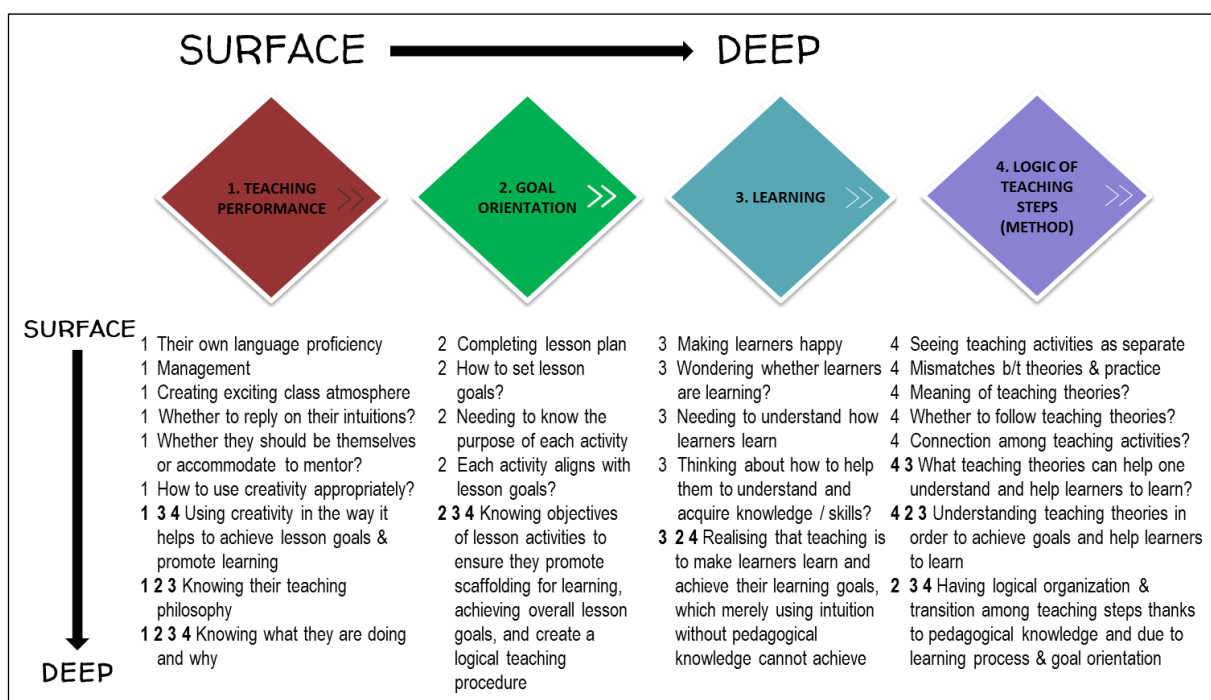 SURFACE DEEP
1. TEACHING
PERFORMANCE
2. GOAL
ORIENTATION
3. LEARNING
4. LOGIC OF
TEACHING
STEPS
(METHOD)
SURFACE
1 Their own language proficiency
1 Management
1 Creating exciting class atmosphere
1 Whether to reply on their intuitions?
1 Whether they should be themselves
or accommodate to mentor?
1 How to use creativity appropriately?
1 3 4 Using creativity in the way it
helps to achieve lesson goals &
promote learning
1 2 3 Knowing their teaching
philosophy
1 2 3 4 Knowing what they are doing
and why
DEEP
2 Completing lesson plan
2 How to set lesson
goals?
2 Needing to know the
purpose of each activity
2 Each activity aligns with
lesson goals?
2 3 4 Knowing objectives
of lesson activities to
ensure they promote
scaffolding for learning,
achieving overall lesson
goals, and create a
logical teaching
procedure
3 Making learners happy
3 Wondering whether learners
are learning?
3 Needing to understand how
learners learn
3 Thinking about how to help
them to understand and
acquire knowledge / skills?
3 2 4 Realising that teaching is
to make learners learn and
achieve their learning goals,
which merely using intuition
without pedagogical
knowledge cannot achieve
4 Seeing teaching activities as separate
4 Mismatches b/t theories & practice
4 Meaning of teaching theories?
4 Whether to follow teaching theories?
4 Connection among teaching activities?
4 3 What teaching theories can help one
understand and help learners to learn?
4 2 3 Understanding teaching theories in
order to achieve goals and help learners
to learn
2 3 4 Having logical organization &
transition among teaching steps thanks
to pedagogical knowledge and due to
learning process & goal orientation